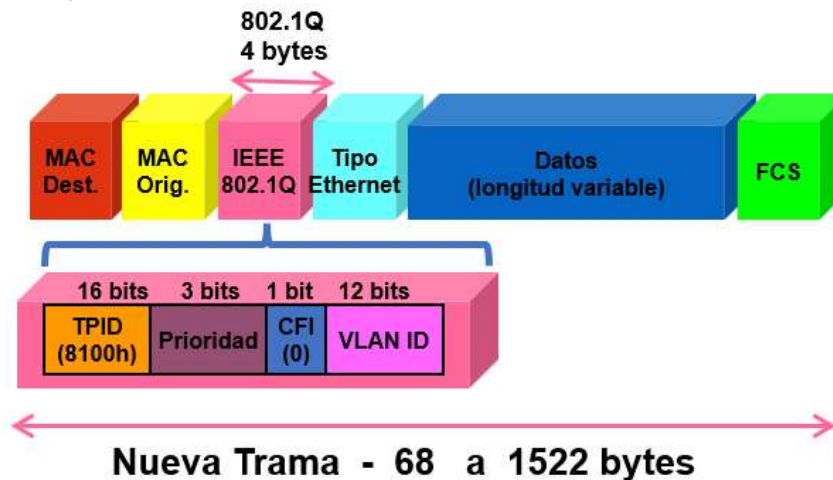 802.1Q
4 bytes
MAC
Dest.
MAC
Orig.
IEEE
802.1Q
Tipo
Ethernet
Datos
(longitud variable)
FCS
16 bits 3 bits 1 bit 12 bits
TPID
(8100h)
Prioridad
CFI
(0)
VLAN ID
Nueva Trama - 68 a 1522 bytes